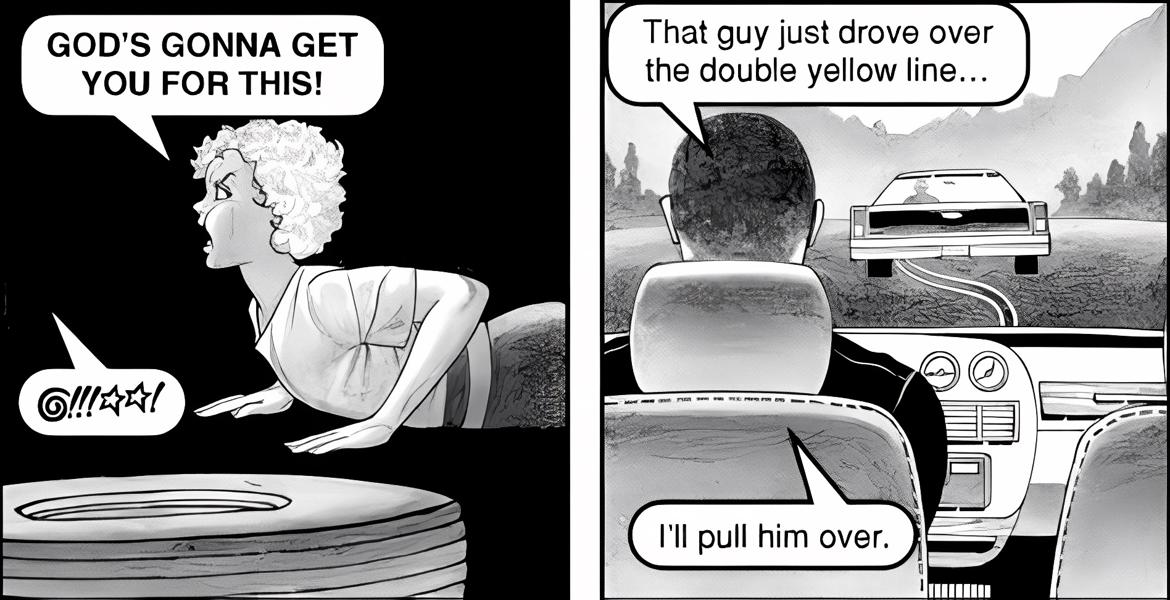 GOD'S GONNA GET
YOU FOR THIS!
@!!!☆☆!
That guy just drove over
the double yellow line...
I'll pull him over.